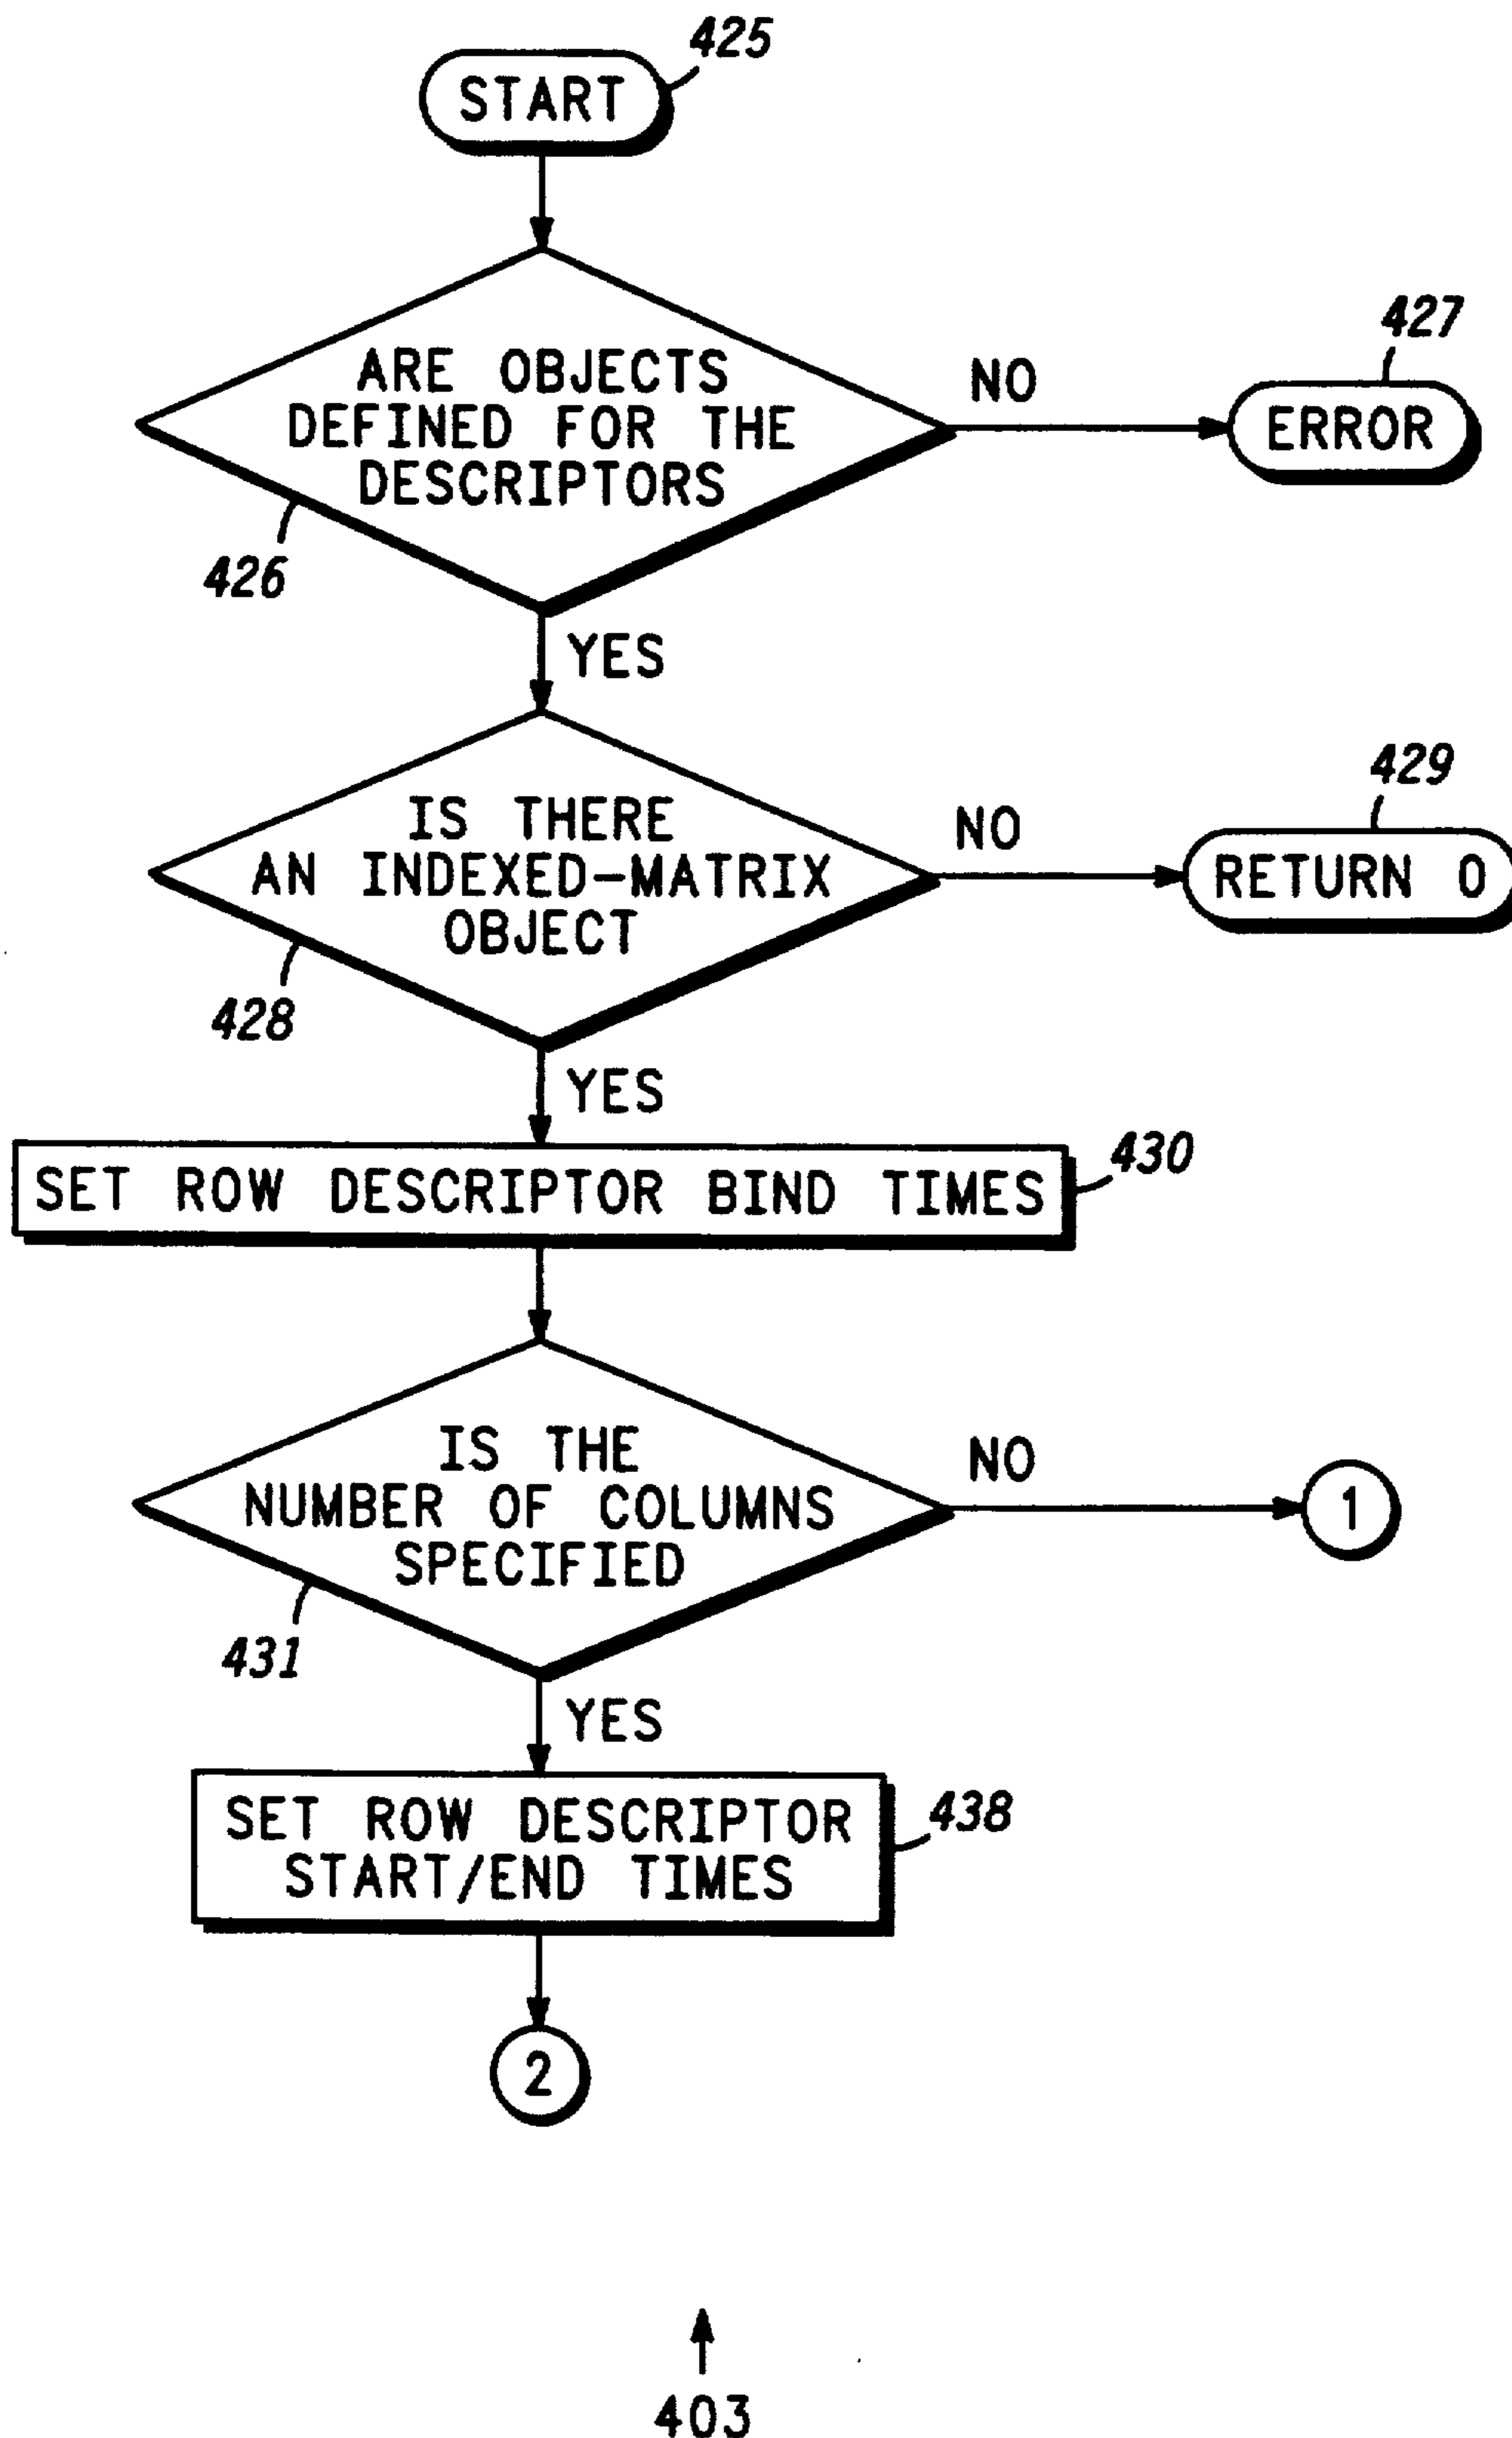 425
START
ARE OBJECTS
DEFINED FOR THE
DESCRIPTORS
NO
427
ERROR
426
YES
IS THERE
AN INDEXED-MATRIX
OBJECT
NO
429
RETURN 0
428
YES
SET ROW DESCRIPTOR BIND TIMES
430
IS THE
NUMBER OF COLUMNS
SPECIFIED
NO
1
431
YES
SET ROW DESCRIPTOR
START/END TIMES
438
2
403